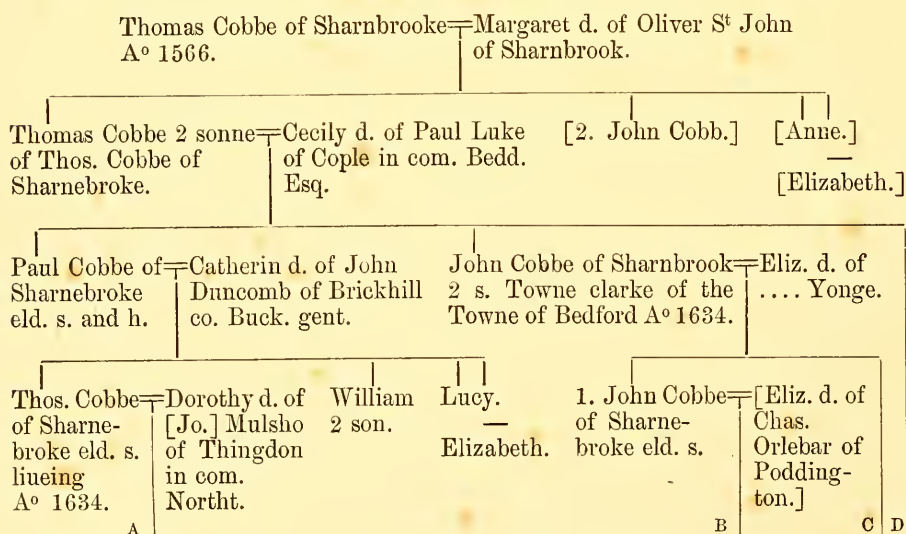 Thomas Cobbe of Sharnbrooke Margaret d. of Oliver Sᵗ John
Aᵒ 1566. of Sharnbrook.
Thomas Cobbe 2 sonne Cecily d. of Paul Luke [2. John Cobb.] [Anne.]
of Thos. Cobbe of of Cople in com. Bedd. —
Sharnebroke. Esq. [Elizabeth.]
Paul Cobbe of Catherin d. of John John Cobbe of Sharnbrook Eliz. d. of
Sharnebroke Duncomb of Brickhill 2 s. Towne clarke of the .... Yonge.
eld. s. and h. co. Buck. gent. Towne of Bedford Aᵒ 1634.
Thos. Cobbe Dorothy d. of William Lucy. 1. John Cobbe [Eliz. d. of
of Sharne- [Jo.] Mulsho 2 son. — of Sharne- Chas.
broke eld. s. of Thingdon Elizabeth. broke eld. s. Orlebar of
liueing in com. Podding-
Aᵒ 1634. Northt. ton.]
A B C D